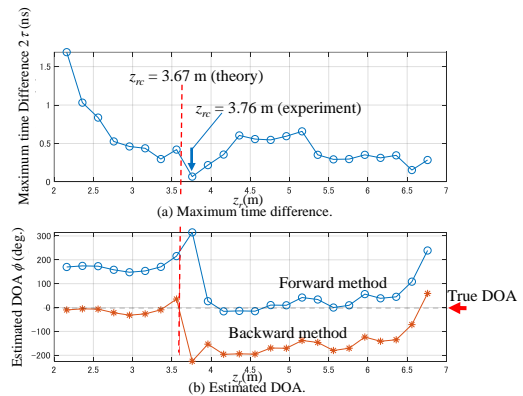 Maximum time Difference 2 τ (ns)
1.5
1
0.5
0
z_rc = 3.67 m (theory)
z_rc = 3.76 m (experiment)
2 2.5 3 3.5 4 4.5 5 5.5 6 6.5 7
z_r(m)
(a) Maximum time difference.
Estimated DOA ϕ (deg.)
300
200
100
0
-100
-200
Forward method
True DOA
Backward method
2 2.5 3 3.5 4 4.5 5 5.5 6 6.5 7
z_r(m)
(b) Estimated DOA.